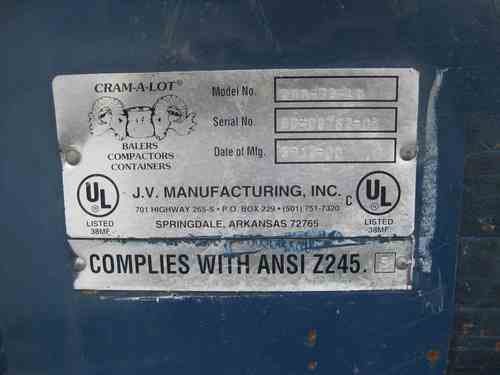 CRAM-A-LOT®
BALERS
COMPACTORS
CONTAINERS
Model No.
Serial No.
Date of Mfg.
UL
LISTED
38MF
J.V. MANUFACTURING, INC.
701 HIGHWAY 265-S • P.O. BOX 229 • (501) 751-7320
SPRINGDALE, ARKANSAS 72765
C UL
LISTED
38MF
COMPLIES WITH ANSI Z245.